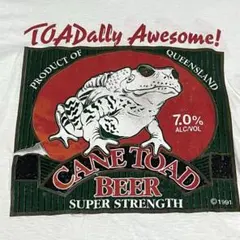 TOADally Awesome!
PRODUCT OF QUEENSLAND
7.0%
ALC/VOL
CANE TOAD
BEER
SUPER STRENGTH
©1991